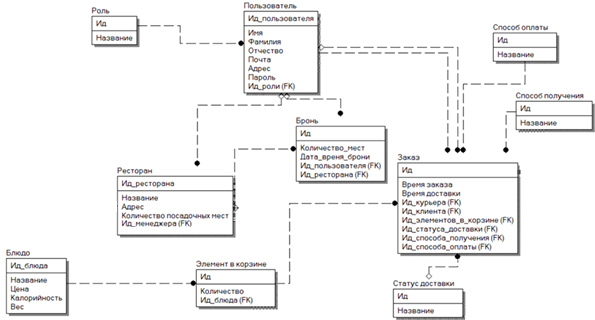 Роль
Ид
Название
Пользователь
Ид_пользователя
Имя
Фамилия
Отчество
Почта
Адрес
Пароль
Ид_роли (FK)
Способ оплаты
Ид
Название
Способ получения
Ид
Название
Бронь
Ид
Количество_мест
Дата_вреня_брони
Ид_пользователя (FK)
Ид_ресторана (FK)
Ресторан
Ид_ресторана
Название
Адрес
Количество посадочных мест
Ид_менеджера (FK)
Заказ
Ид
Время заказа
Время доставки
Ид_курьера (FK)
Ид_клиента (FK)
Ид_элементов_в_корзине (FK)
Ид_статуса_доставки (FK)
Ид_способа_получения (FK)
Ид_способа_оплаты (FK)
Блюдо
Ид_блюда
Название
Цена
Калорийность
Вес
Элемент в корзине
Ид
Количество
Ид_блюда (FK)
Статус доставки
Ид
Название